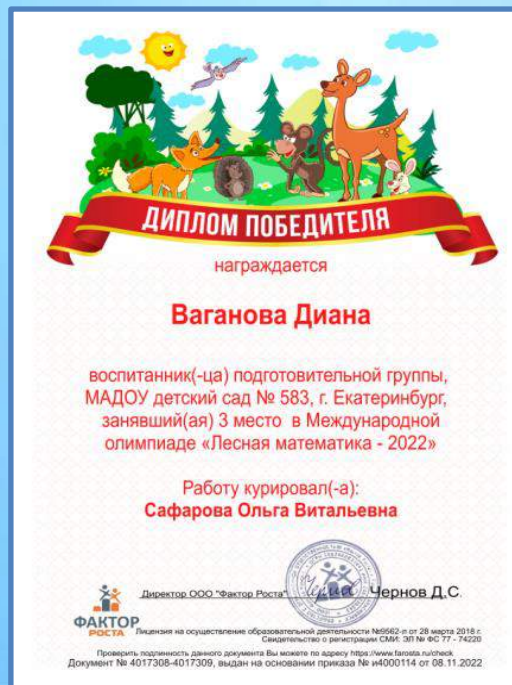 ДИПЛОМ ПОБЕДИТЕЛЯ
награждается
Ваганова Диана
воспитанник(-ца) подготовительной группы,
МАДОУ детский сад № 583, г. Екатеринбург,
занявший(ая) 3 место в Международной
олимпиаде «Лесная математика - 2022»
Работу курировал(-а):
Сафарова Ольга Витальевна
Директор ООО "Фактор Роста"
Чернов Д.С.
ФАКТОР
РОСТА
Лицензия на осуществление образовательной деятельности №9562-п от 28 марта 2018 г.
Свидетельство о регистрации СМИ: ЭЛ № ФС 77 - 74220
Проверить подлинность данного документа Вы можете по адресу https://www.farosta.ru/check
Документ № 4017308-4017309, выдан на основании приказа № и4000114 от 08.11.2022